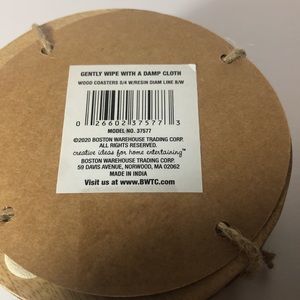 GENTLY WIPE WITH A DAMP CLOTH
WOOD COASTERS S/4 W/RESIN DIAM LINE B/W
0 26602 37577 3
MODEL NO. 37577
©2020 BOSTON WAREHOUSE TRADING CORP.
ALL RIGHTS RESERVED.
creative ideas for home entertaining™
BOSTON WAREHOUSE TRADING CORP.
59 DAVIS AVENUE, NORWOOD, MA 02062
MADE IN INDIA
Visit us at www.BWTC.com